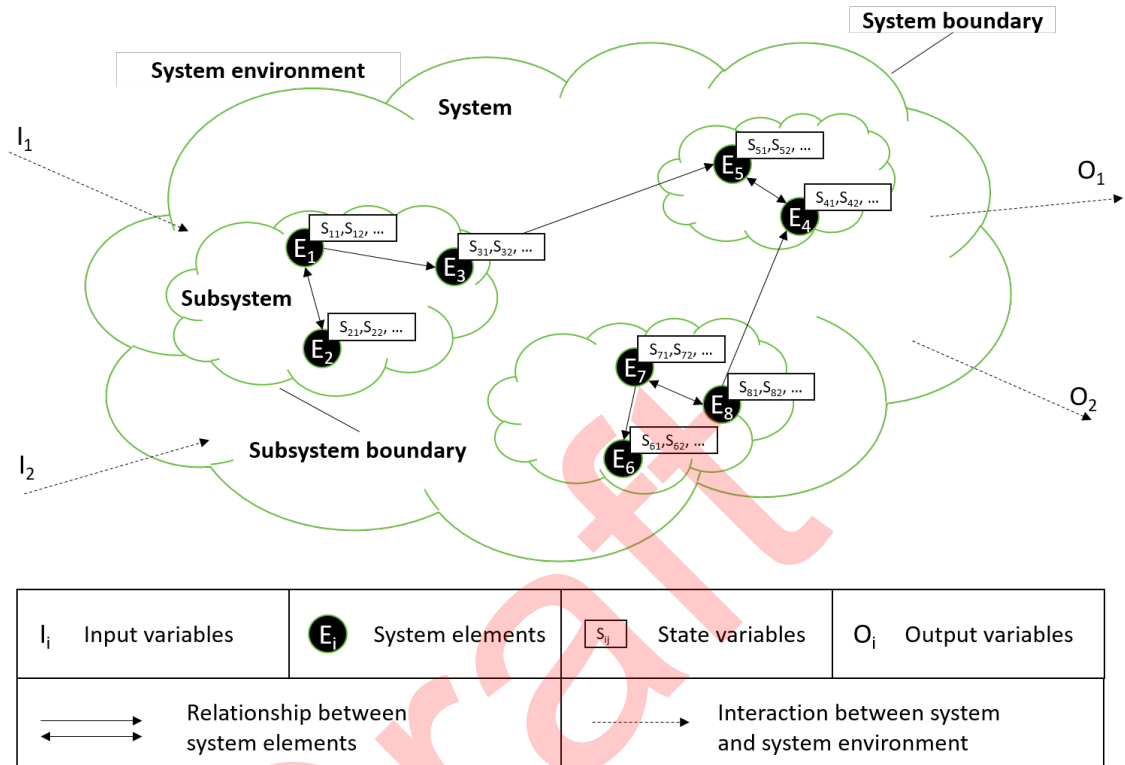 System boundary
System environment
System
I1
S51,S52, ...
E5
O1
S41,S42, ...
E4
S11,S12, ...
E1
S31,S32, ...
E3
Subsystem
S21,S22, ...
E2
S71,S72, ...
E7
S81,S82, ...
E8
O2
S61,S62, ...
E6
Subsystem boundary
I2
Ii Input variables
Ei System elements
Sij State variables
Oi Output variables
Relationship between
system elements
Interaction between system
and system environment
raft